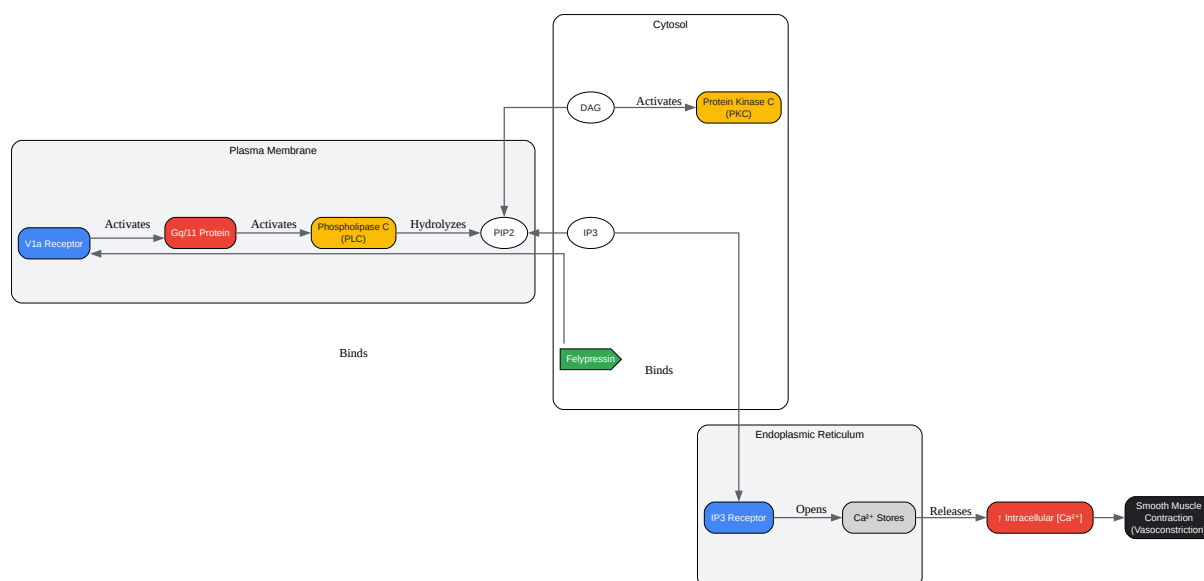 Cytosol
DAG
Activates
Protein Kinase C
(PKC)
Plasma Membrane
V1a Receptor
Activates
Gq/11 Protein
Activates
Phospholipase C
(PLC)
Hydrolyzes
PIP2
IP3
Binds
Felypressin
Binds
Endoplasmic Reticulum
IP3 Receptor
Opens
Ca²⁺ Stores
Releases
↑ Intracellular [Ca²⁺]
Smooth Muscle
Contraction
(Vasoconstriction)